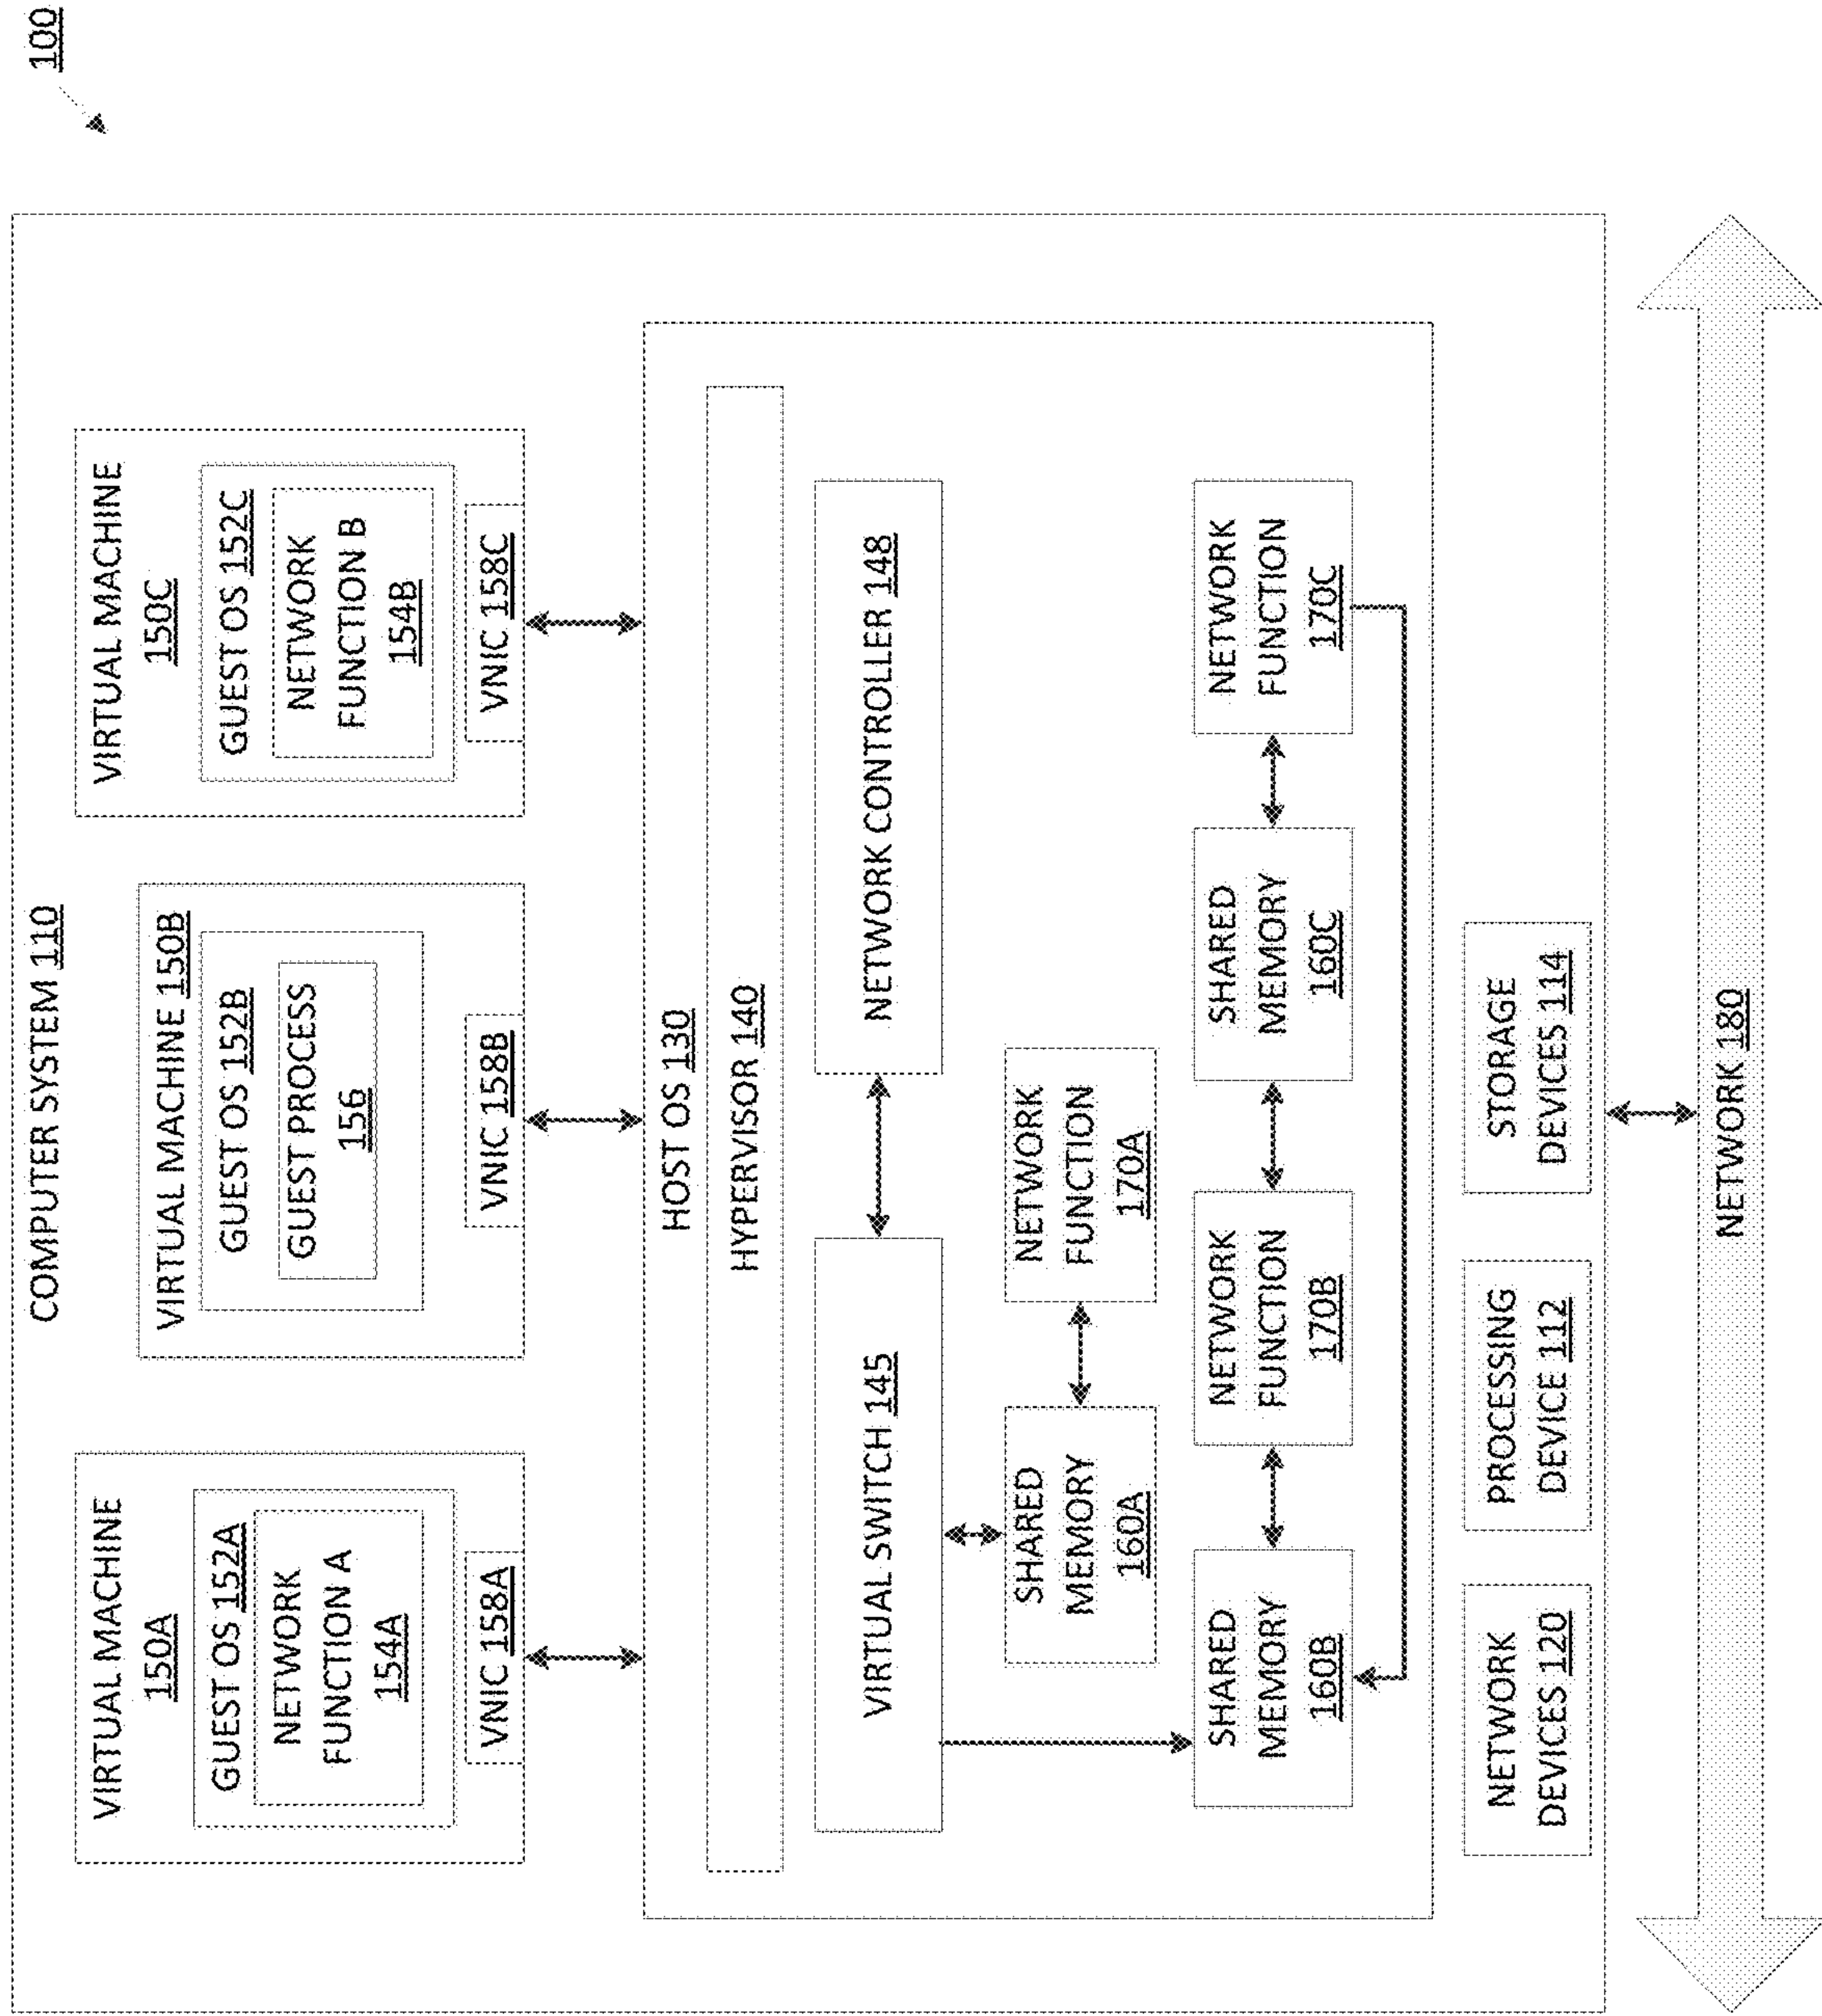 100
COMPUTER SYSTEM 110
VIRTUAL MACHINE
150A
GUEST OS 152A
NETWORK
FUNCTION A
154A
VNIC 158A
VIRTUAL MACHINE 150B
GUEST OS 152B
GUEST PROCESS
156
VNIC 158B
VIRTUAL MACHINE
150C
GUEST OS 152C
NETWORK
FUNCTION B
154B
VNIC 158C
HOST OS 130
HYPERVISOR 140
VIRTUAL SWITCH 145
NETWORK CONTROLLER 148
SHARED
MEMORY
160A
NETWORK
FUNCTION
170A
SHARED
MEMORY
160B
NETWORK
FUNCTION
170B
SHARED
MEMORY
160C
NETWORK
FUNCTION
170C
NETWORK
DEVICES 120
PROCESSING
DEVICE 112
STORAGE
DEVICES 114
NETWORK 180